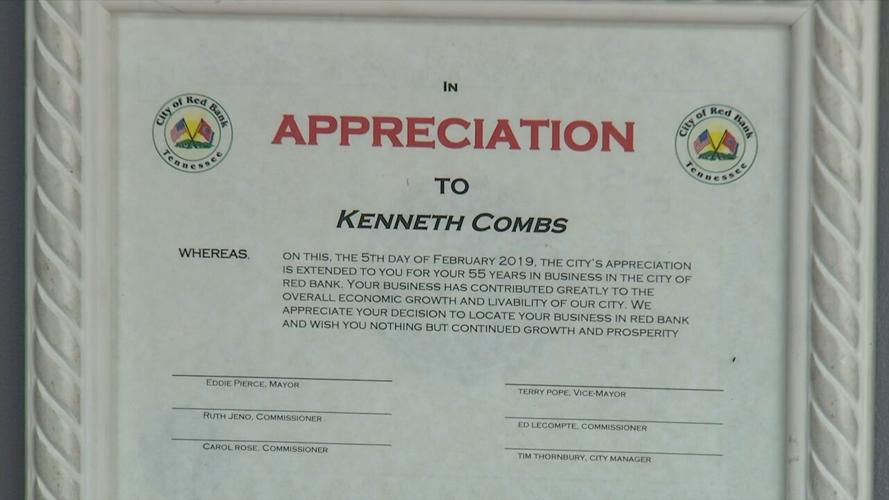 IN
APPRECIATION
City of Red Bank
Tennessee
City of Red Bank
Tennessee
TO
KENNETH COMBS
WHEREAS, ON THIS, THE 5TH DAY OF FEBRUARY 2019, THE CITY'S APPRECIATION
IS EXTENDED TO YOU FOR YOUR 55 YEARS IN BUSINESS IN THE CITY OF
RED BANK. YOUR BUSINESS HAS CONTRIBUTED GREATLY TO THE
OVERALL ECONOMIC GROWTH AND LIVABILITY OF OUR CITY. WE
APPRECIATE YOUR DECISION TO LOCATE YOUR BUSINESS IN RED BANK
AND WISH YOU NOTHING BUT CONTINUED GROWTH AND PROSPERITY
EDDIE PIERCE, MAYOR
TERRY POPE, VICE-MAYOR
RUTH JENO, COMMISSIONER
ED LECOMPTE, COMMISSIONER
CAROL ROSE, COMMISSIONER
TIM THORNBURY, CITY MANAGER